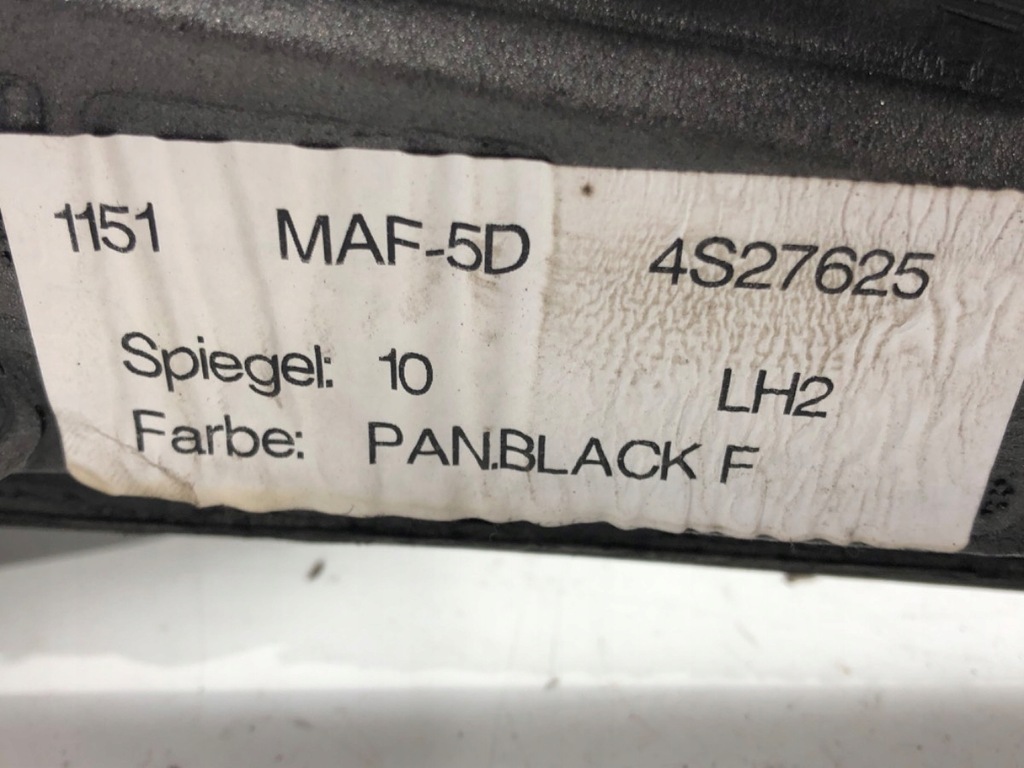 1151 MAF-5D 4S27625
Spiegel: 10 LH2
Farbe: PAN.BLACK F